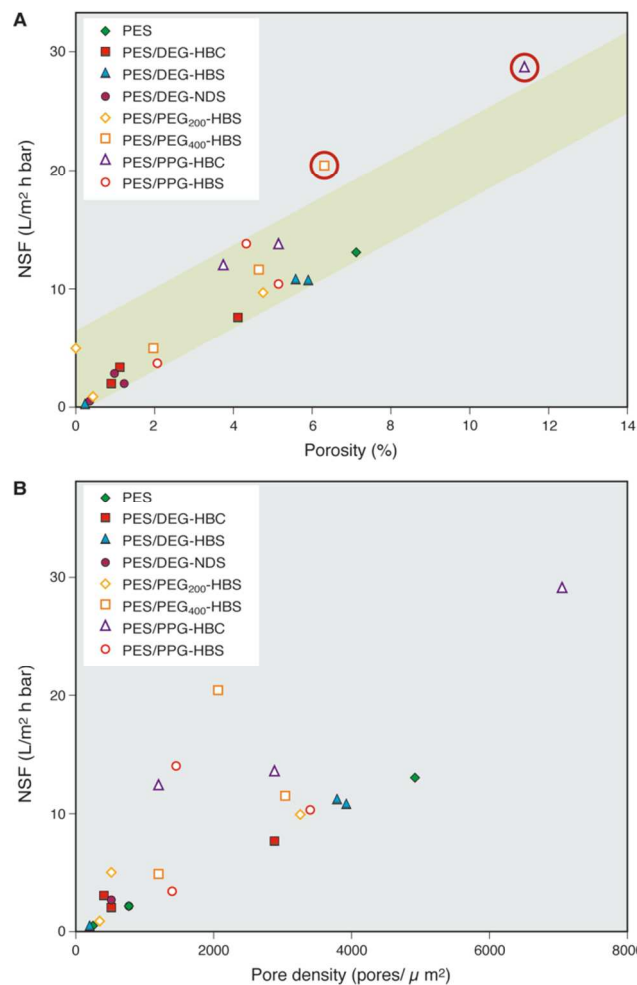 A
PES
PES/DEG-HBC
PES/DEG-HBS
PES/DEG-NDS
PES/PEG200-HBS
PES/PEG400-HBS
PES/PPG-HBC
PES/PPG-HBS
NSF (L/m2 h bar)
30
20
10
0
0 2 4 6 8 10 12 14
Porosity (%)
B
PES
PES/DEG-HBC
PES/DEG-HBS
PES/DEG-NDS
PES/PEG200-HBS
PES/PEG400-HBS
PES/PPG-HBC
PES/PPG-HBS
NSF (L/m2 h bar)
30
20
10
0
0 2000 4000 6000 8000
Pore density (pores/ μ m2)